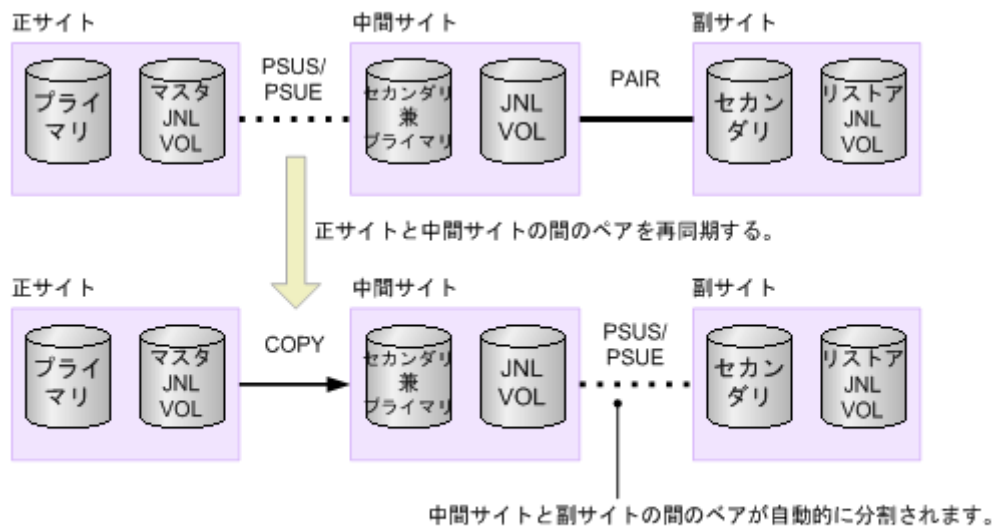 正サイト
中間サイト
副サイト
プライ
マリ
マスタ
JNL
VOL
PSUS/
PSUE
セカンダリ
兼
プライマリ
JNL
VOL
PAIR
セカン
ダリ
リストア
JNL
VOL
正サイトと中間サイトの間のペアを再同期する。
正サイト
中間サイト
副サイト
プライ
マリ
マスタ
JNL
VOL
COPY
セカンダリ
兼
プライマリ
JNL
VOL
PSUS/
PSUE
セカン
ダリ
リストア
JNL
VOL
中間サイトと副サイトの間のペアが自動的に分割されます。